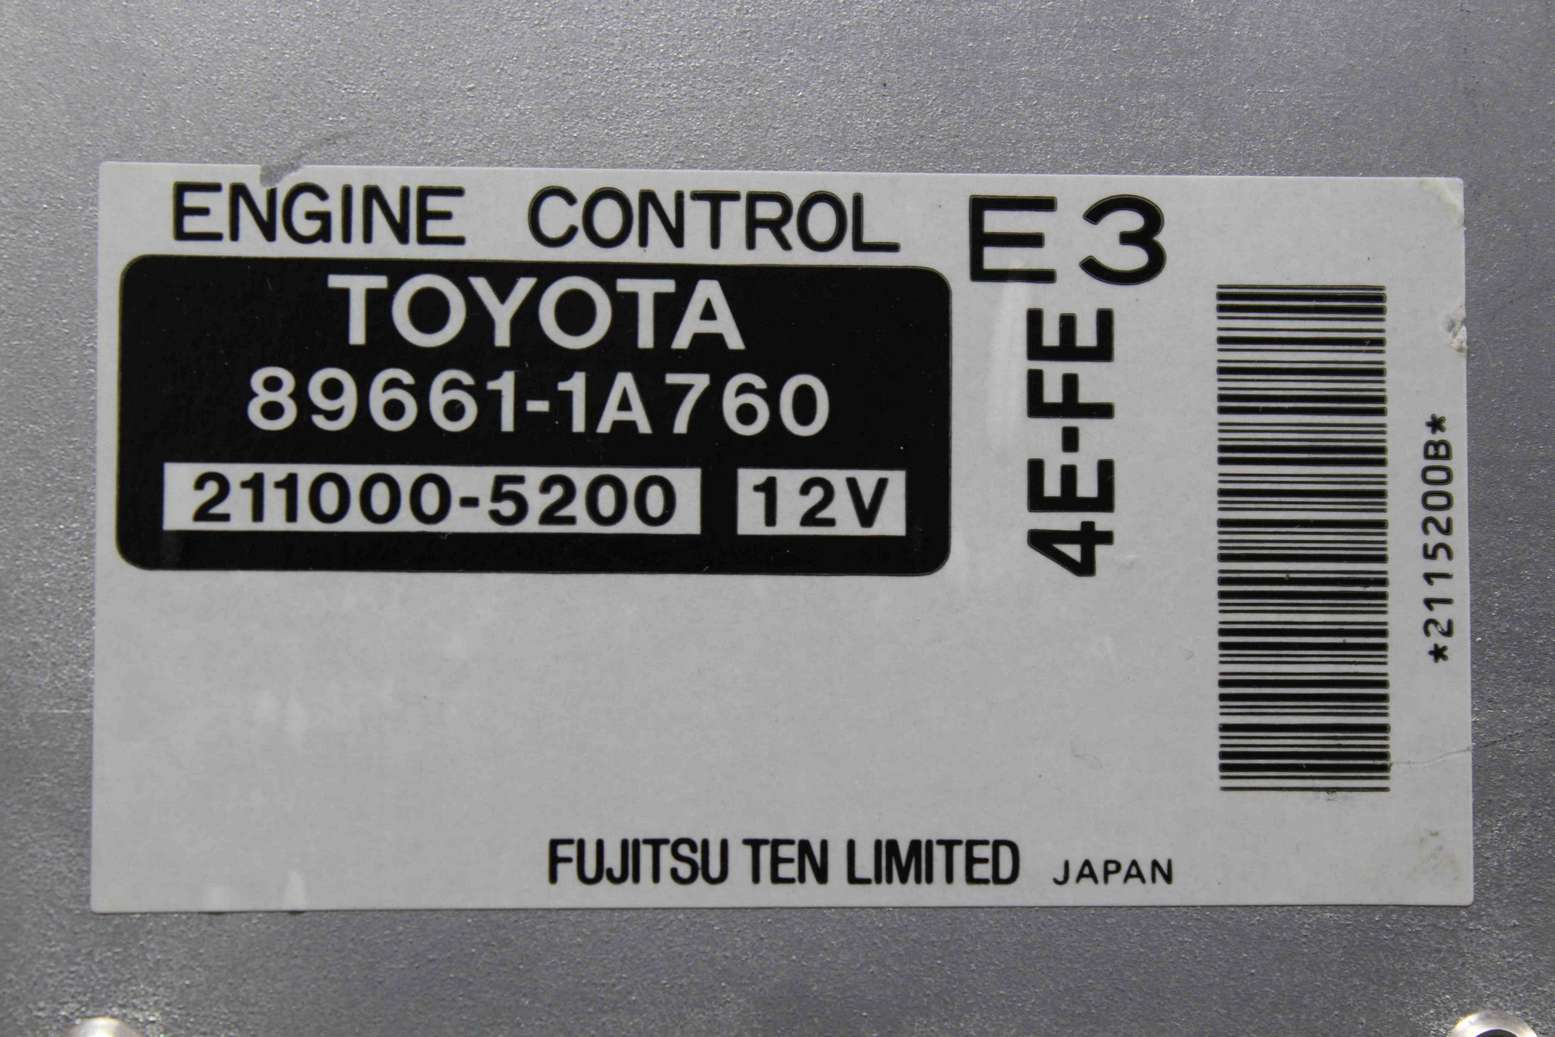 ENGINE CONTROL E3
TOYOTA
89661-1A760
211000-5200 12V
4E-FE
*2115200B*
FUJITSU TEN LIMITED JAPAN